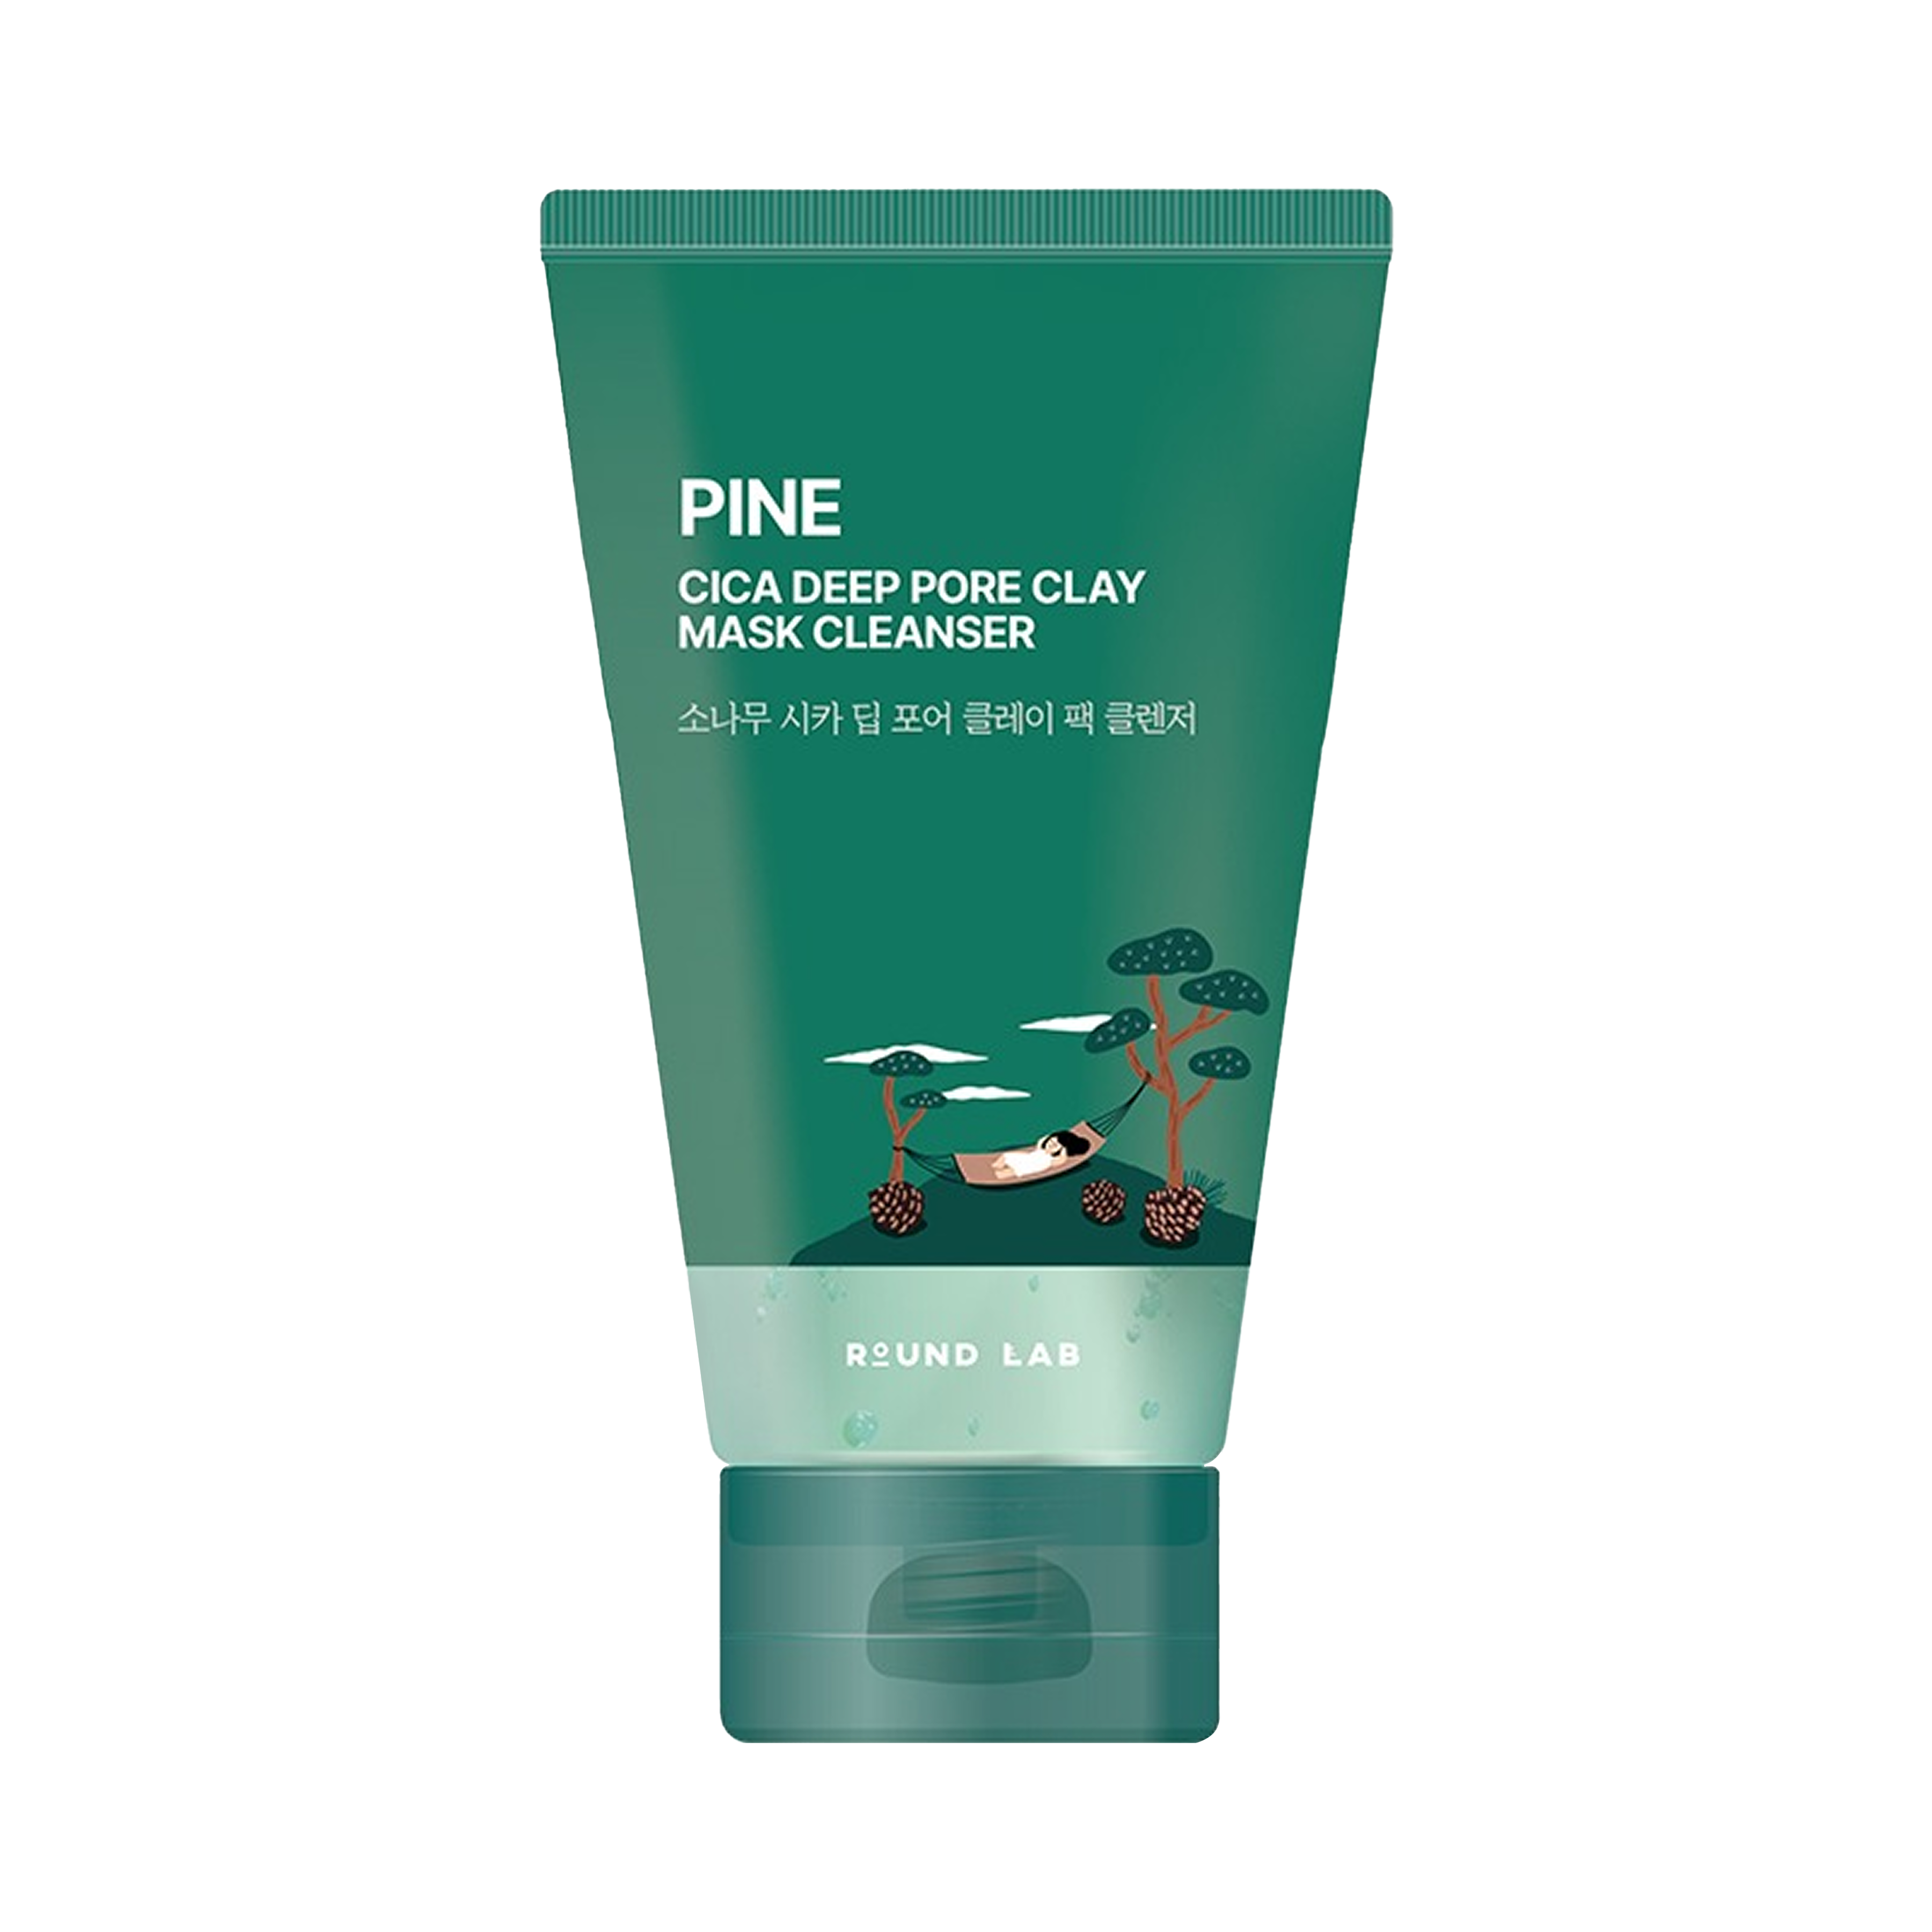 PINE
CICA DEEP PORE CLAY
MASK CLEANSER
소나무 시카 딥 포어 클레이 팩 클렌저
ROUND LAB